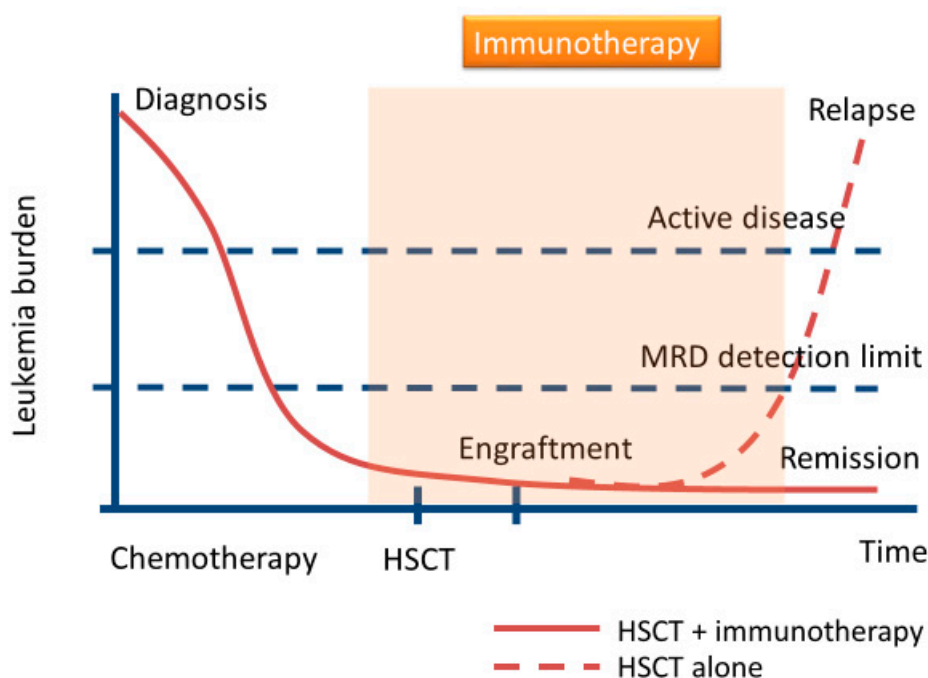 Immunotherapy
Diagnosis
Relapse
Active disease
MRD detection limit
Engraftment
Remission
Leukemia burden
Chemotherapy
HSCT
Time
HSCT + immunotherapy
HSCT alone